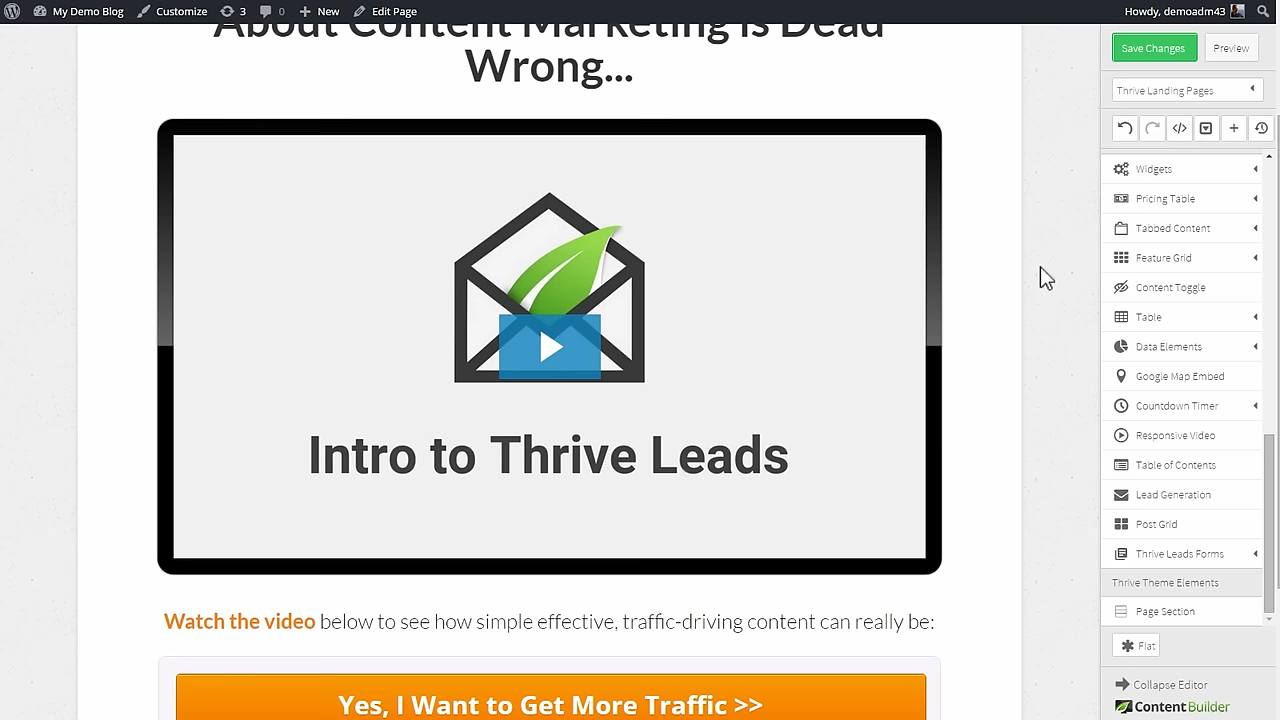 My Demo Blog Customize 3 0 New Edit Page Howdy, demoadm43
About Content Marketing is Dead
Wrong...
Intro to Thrive Leads
Watch the video below to see how simple effective, traffic-driving content can really be:
Yes, I Want to Get More Traffic >>
Save Changes Preview
Thrive Landing Pages
Widgets
Pricing Table
Tabbed Content
Feature Grid
Content Toggle
Table
Data Elements
Google Map Embed
Countdown Timer
Responsive Video
Table of Contents
Lead Generation
Post Grid
Thrive Leads Forms
Thrive Theme Elements
Page Section
Flat
Collapse Editor
Content Builder